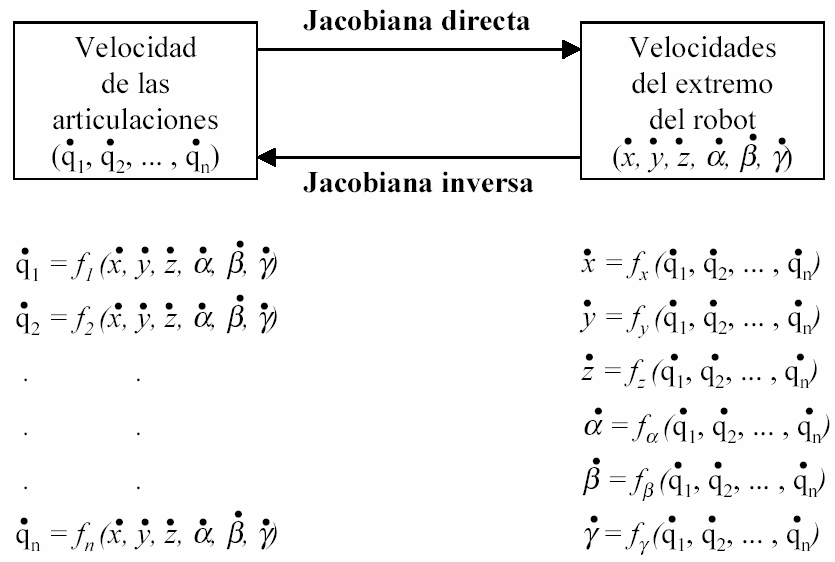 Jacobiana directa
Velocidad
de las
articulaciones
(q̇1, q̇2, ... , q̇n)
Velocidades
del extremo
del robot
(ẋ, ẏ, ż, α̇, β̇, γ̇)
Jacobiana inversa
q̇1 = f1(ẋ, ẏ, ż, α̇, β̇, γ̇)
q̇2 = f2(ẋ, ẏ, ż, α̇, β̇, γ̇)
. .
. .
. .
q̇n = fn(ẋ, ẏ, ż, α̇, β̇, γ̇)
ẋ = fx(q̇1, q̇2, ... , q̇n)
ẏ = fy(q̇1, q̇2, ... , q̇n)
ż = fz(q̇1, q̇2, ... , q̇n)
α̇ = fα(q̇1, q̇2, ... , q̇n)
β̇ = fβ(q̇1, q̇2, ... , q̇n)
γ̇ = fγ(q̇1, q̇2, ... , q̇n)